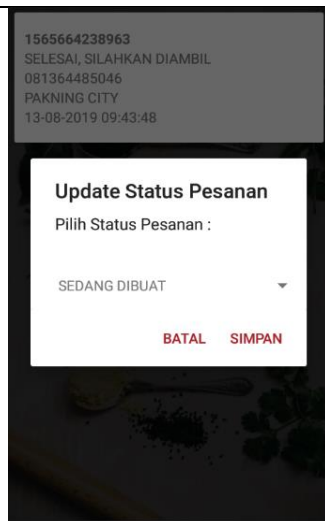 1565664238963
SELESAI, SILAHKAN DIAMBIL
081364485046
PAKNING CITY
13-08-2019 09:43:48
Update Status Pesanan
Pilih Status Pesanan :
SEDANG DIBUAT
BATAL SIMPAN